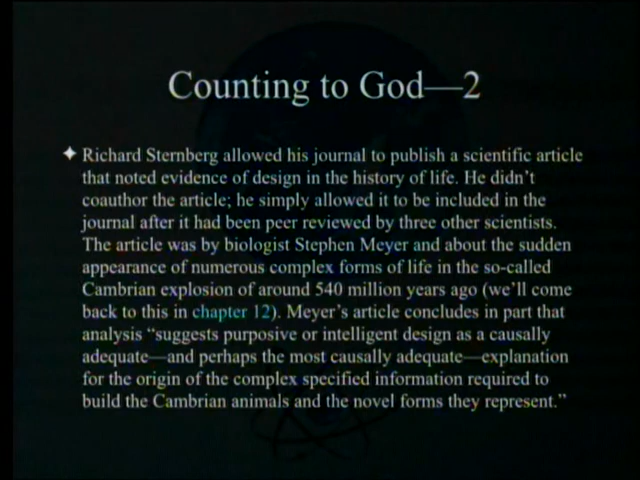 Counting to God—2
✦ Richard Sternberg allowed his journal to publish a scientific article
that noted evidence of design in the history of life. He didn't
coauthor the article; he simply allowed it to be included in the
journal after it had been peer reviewed by three other scientists.
The article was by biologist Stephen Meyer and about the sudden
appearance of numerous complex forms of life in the so-called
Cambrian explosion of around 540 million years ago (we'll come
back to this in chapter 12). Meyer's article concludes in part that
analysis “suggests purposive or intelligent design as a causally
adequate—and perhaps the most causally adequate—explanation
for the origin of the complex specified information required to
build the Cambrian animals and the novel forms they represent.”